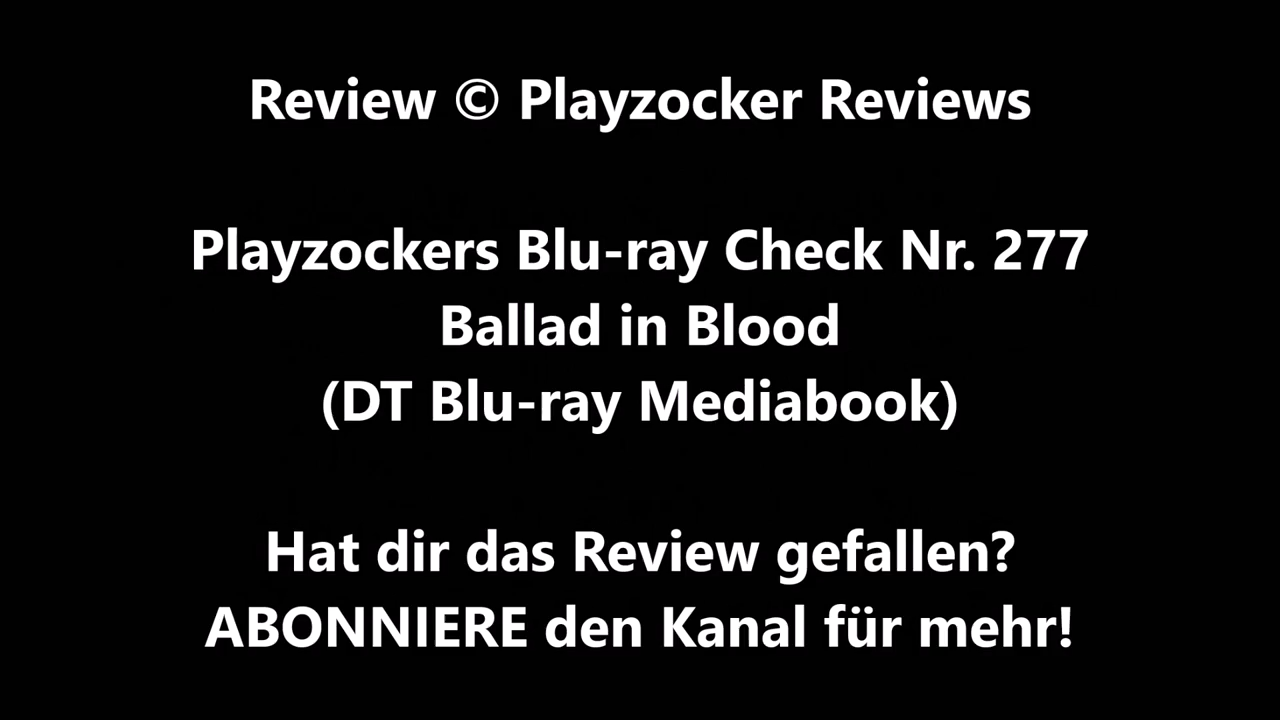 Review © Playzocker Reviews
Playzockers Blu-ray Check Nr. 277
Ballad in Blood
(DT Blu-ray Mediabook)
Hat dir das Review gefallen?
ABONNIERE den Kanal für mehr!